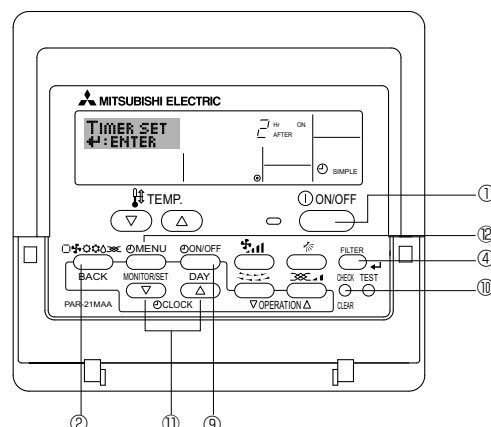 MITSUBISHI ELECTRIC
TIMER SET
↵:ENTER
2 Hr ON
AFTER
SIMPLE
TEMP.
ON/OFF
①
MENU
ON/OFF
FILTER
⑫
BACK
MONITOR/SET
DAY
④
CHECK TEST
PAR-21MAA
CLOCK
▽OPERATION△
CLEAR
⑩
② ⑪ ⑨